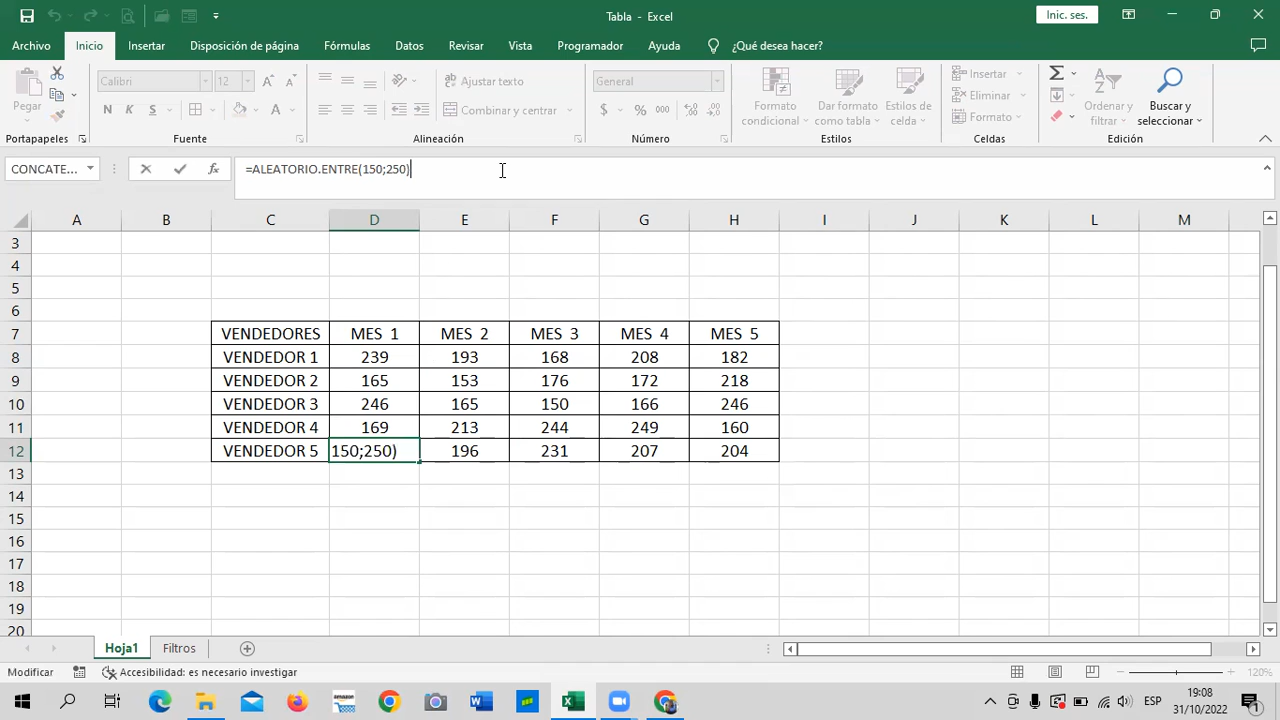 Tabla - Excel
Inic. ses.
Archivo Inicio Insertar Disposición de página Fórmulas Datos Revisar Vista Programador Ayuda ¿Qué desea hacer?
Pegar
Calibri 12
N K S
A A
Ajustar texto
Combinar y centrar
General
$ % 000
Formato condicional
Dar formato como tabla
Estilos de celda
Insertar
Eliminar
Formato
Ordenar y filtrar
Buscar y seleccionar
Portapapeles Fuente Alineación Número Estilos Celdas Edición
CONCATE... fx =ALEATORIO.ENTRE(150;250)
A B C D E F G H I J K L M
3
4
5
6
7 VENDEDORES MES 1 MES 2 MES 3 MES 4 MES 5
8 VENDEDOR 1 239 193 168 208 182
9 VENDEDOR 2 165 153 176 172 218
10 VENDEDOR 3 246 165 150 166 246
11 VENDEDOR 4 169 213 244 249 160
12 VENDEDOR 5 150;250) 196 231 207 204
13
14
15
16
17
18
19
20
Hoja1 Filtros
Modificar Accesibilidad: es necesario investigar 120%
amazon
ESP
19:08
31/10/2022
1